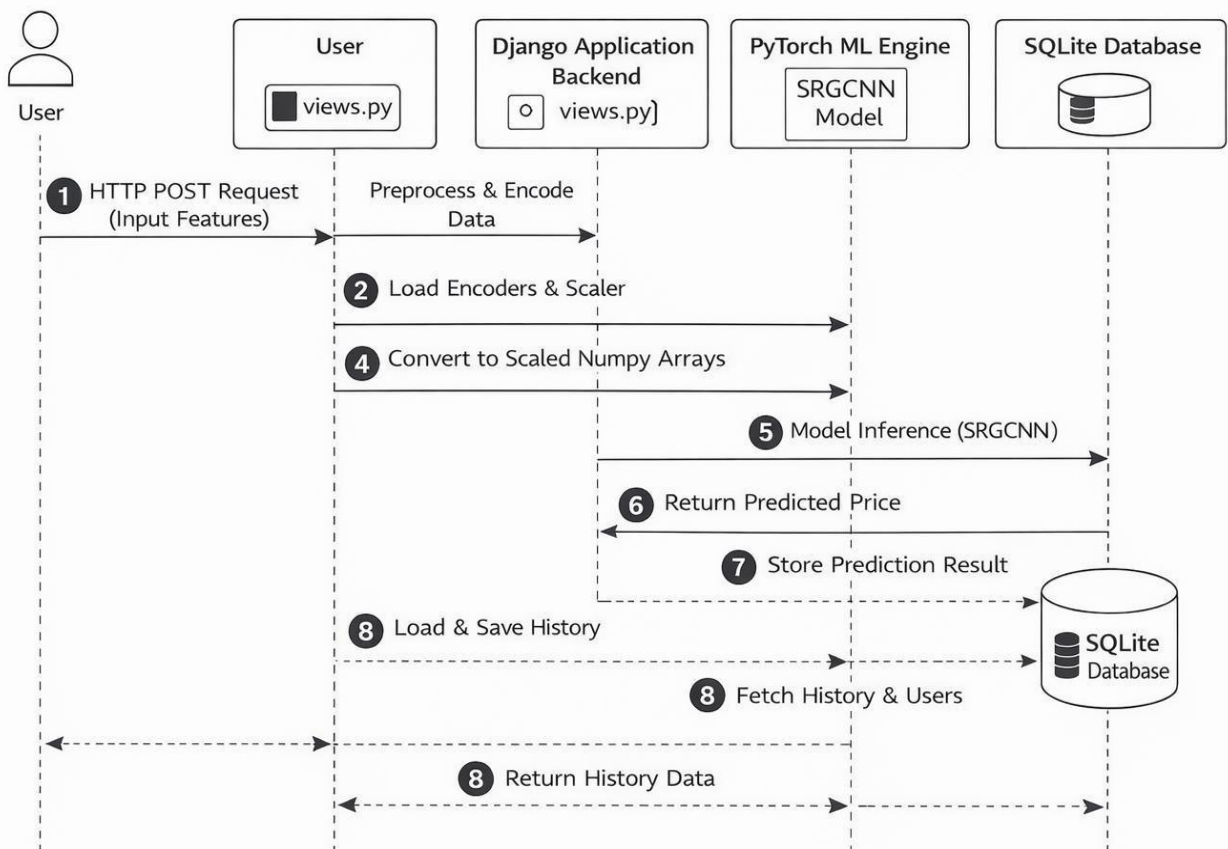 User
User
views.py
Django Application
Backend
views.py]
PyTorch ML Engine
SRGCNN
Model
SQLite Database
1 HTTP POST Request
(Input Features)
Preprocess & Encode
Data
2 Load Encoders & Scaler
4 Convert to Scaled Numpy Arrays
5 Model Inference (SRGCNN)
6 Return Predicted Price
7 Store Prediction Result
8 Load & Save History
SQLite
Database
8 Fetch History & Users
8 Return History Data